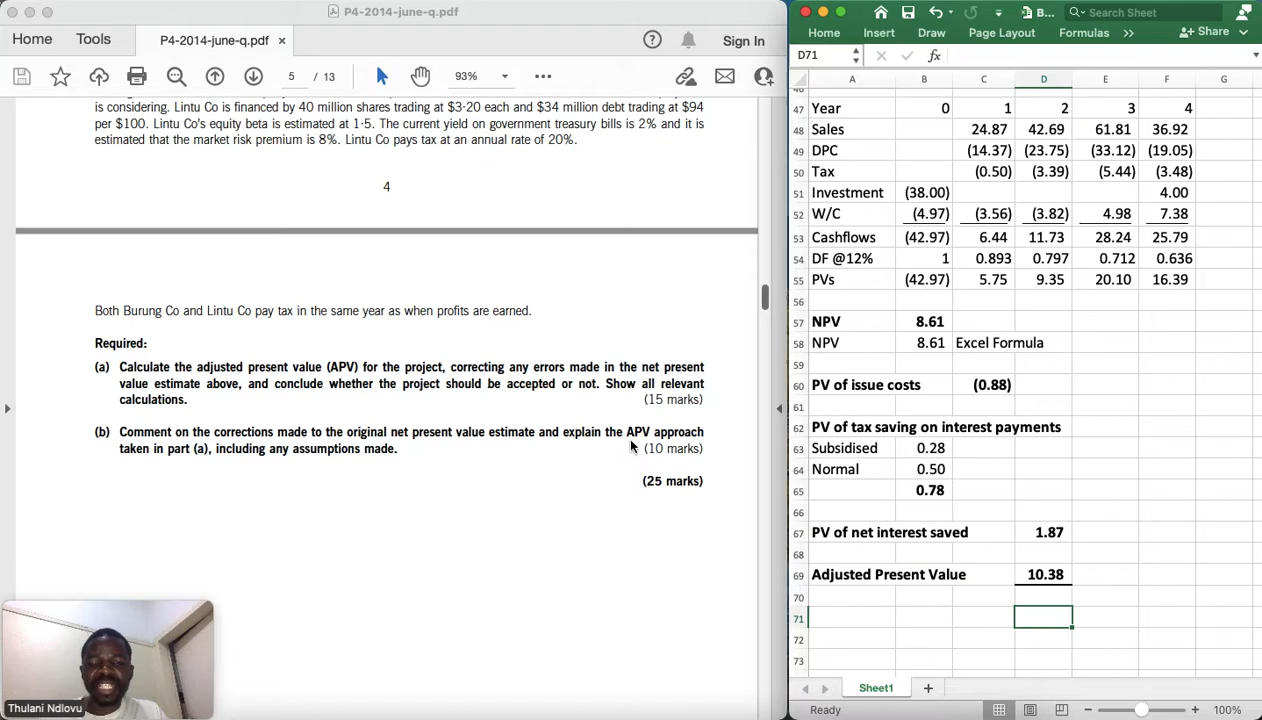 P4-2014-june-q.pdf
Home Tools P4-2014-june-q.pdf × Sign In
5 / 13 93%
is considering. Lintu Co is financed by 40 million shares trading at $3·20 each and $34 million debt trading at $94
per $100. Lintu Co's equity beta is estimated at 1·5. The current yield on government treasury bills is 2% and it is
estimated that the market risk premium is 8%. Lintu Co pays tax at an annual rate of 20%.
4
Both Burung Co and Lintu Co pay tax in the same year as when profits are earned.
Required:
(a) Calculate the adjusted present value (APV) for the project, correcting any errors made in the net present
value estimate above, and conclude whether the project should be accepted or not. Show all relevant
calculations. (15 marks)
(b) Comment on the corrections made to the original net present value estimate and explain the APV approach
taken in part (a), including any assumptions made. (10 marks)
(25 marks)
Thulani Ndlovu
B... Search Sheet
Home Insert Draw Page Layout Formulas Share
D71 fx
A B C D E F G
47 Year 0 1 2 3 4
48 Sales 24.87 42.69 61.81 36.92
49 DPC (14.37) (23.75) (33.12) (19.05)
50 Tax (0.50) (3.39) (5.44) (3.48)
51 Investment (38.00) 4.00
52 W/C (4.97) (3.56) (3.82) 4.98 7.38
53 Cashflows (42.97) 6.44 11.73 28.24 25.79
54 DF @12% 1 0.893 0.797 0.712 0.636
55 PVs (42.97) 5.75 9.35 20.10 16.39
56
57 NPV 8.61
58 NPV 8.61 Excel Formula
59
60 PV of issue costs (0.88)
61
62 PV of tax saving on interest payments
63 Subsidised 0.28
64 Normal 0.50
65 0.78
66
67 PV of net interest saved 1.87
68
69 Adjusted Present Value 10.38
70
71
72
73
Sheet1 +
Ready 100%